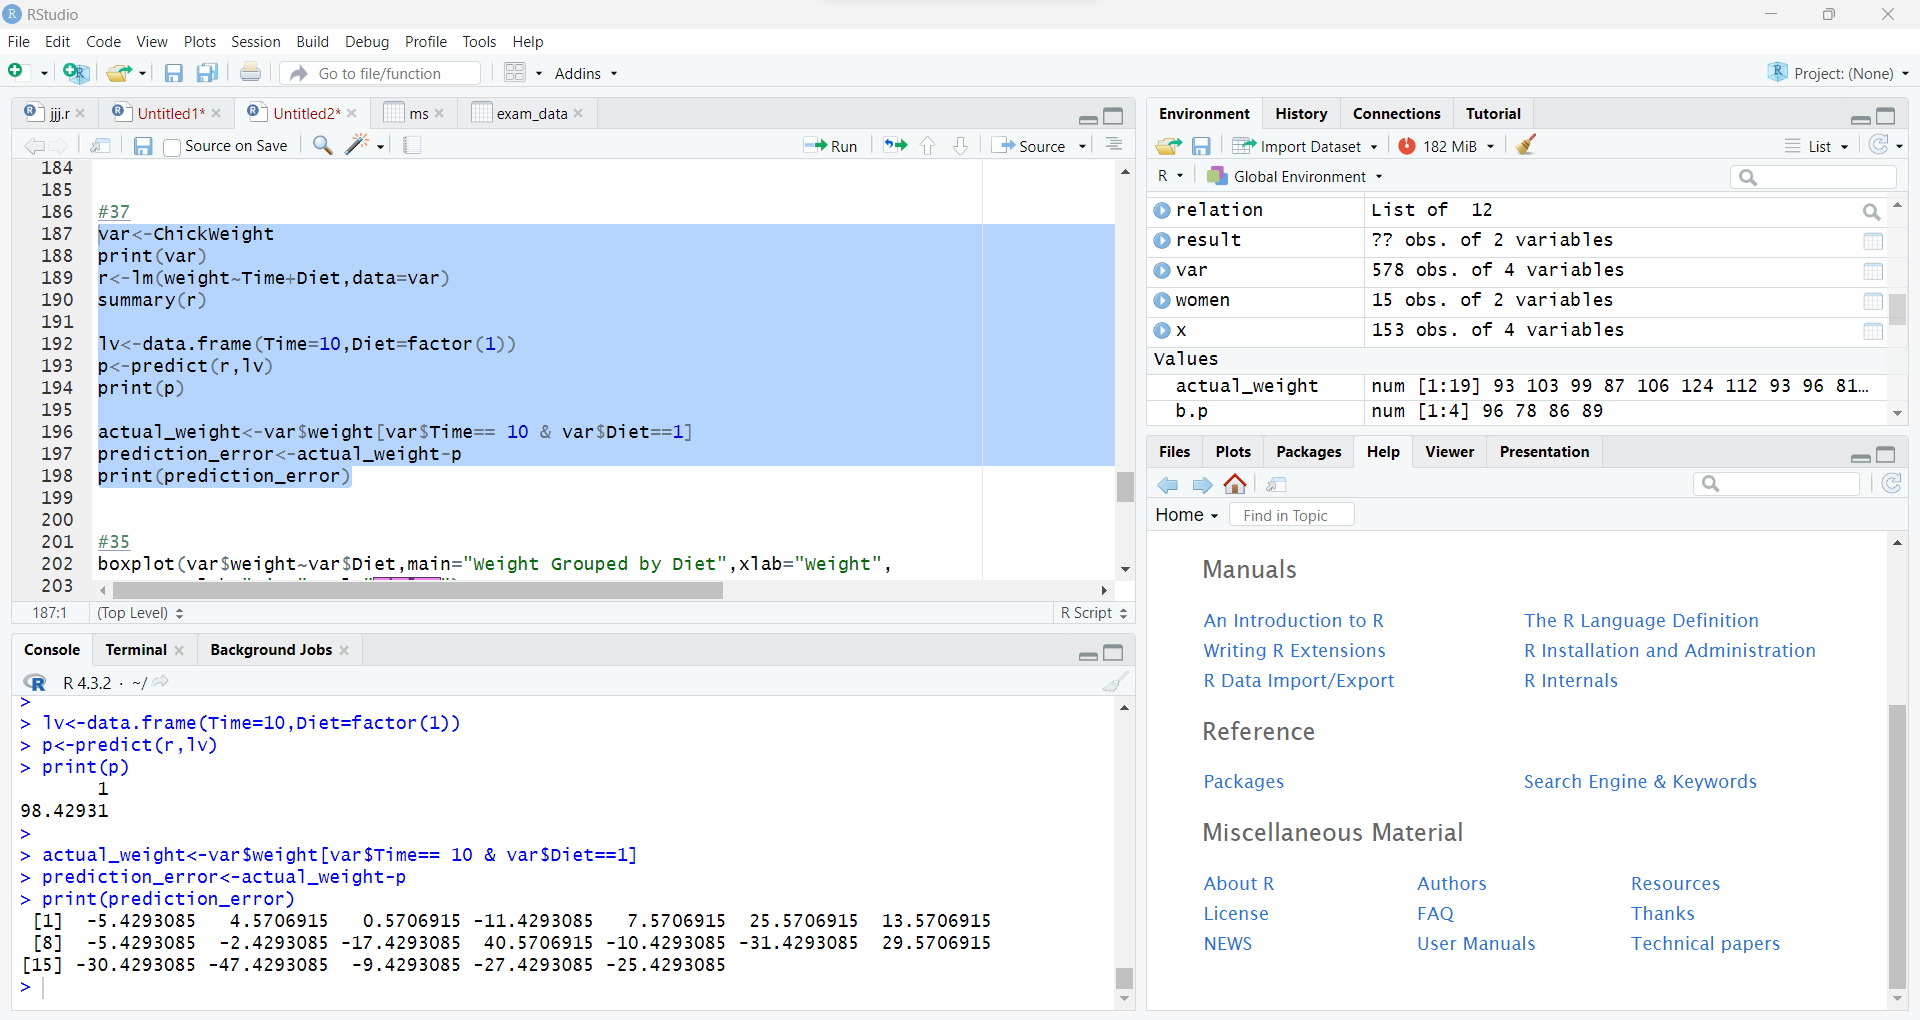 RStudio
File Edit Code View Plots Session Build Debug Profile Tools Help
Go to file/function Addins Project: (None)
jjj.r Untitled1* Untitled2* ms exam_data
Source on Save Run Source
184
185
186 #37
187 var<-ChickWeight
188 print(var)
189 r<-lm(weight~Time+Diet,data=var)
190 summary(r)
191
192 lv<-data.frame(Time=10,Diet=factor(1))
193 p<-predict(r,lv)
194 print(p)
195
196 actual_weight<-var$weight[var$Time== 10 & var$Diet==1]
197 prediction_error<-actual_weight-p
198 print(prediction_error)
199
200
201 #35
202 boxplot(var$weight~var$Diet,main="Weight Grouped by Diet",xlab="Weight",
203
187:1 (Top Level) R Script
Console Terminal Background Jobs
R 4.3.2 · ~/
>
> lv<-data.frame(Time=10,Diet=factor(1))
> p<-predict(r,lv)
> print(p)
1
98.42931
>
> actual_weight<-var$weight[var$Time== 10 & var$Diet==1]
> prediction_error<-actual_weight-p
> print(prediction_error)
[1] -5.4293085 4.5706915 0.5706915 -11.4293085 7.5706915 25.5706915 13.5706915
[8] -5.4293085 -2.4293085 -17.4293085 40.5706915 -10.4293085 -31.4293085 29.5706915
[15] -30.4293085 -47.4293085 -9.4293085 -27.4293085 -25.4293085
>
Environment History Connections Tutorial
Import Dataset 182 MiB List
R Global Environment
relation List of 12
result ?? obs. of 2 variables
var 578 obs. of 4 variables
women 15 obs. of 2 variables
x 153 obs. of 4 variables
Values
actual_weight num [1:19] 93 103 99 87 106 124 112 93 96 81…
b.p num [1:4] 96 78 86 89
Files Plots Packages Help Viewer Presentation
Home Find in Topic
Manuals
An Introduction to R The R Language Definition
Writing R Extensions R Installation and Administration
R Data Import/Export R Internals
Reference
Packages Search Engine & Keywords
Miscellaneous Material
About R Authors Resources
License FAQ Thanks
NEWS User Manuals Technical papers